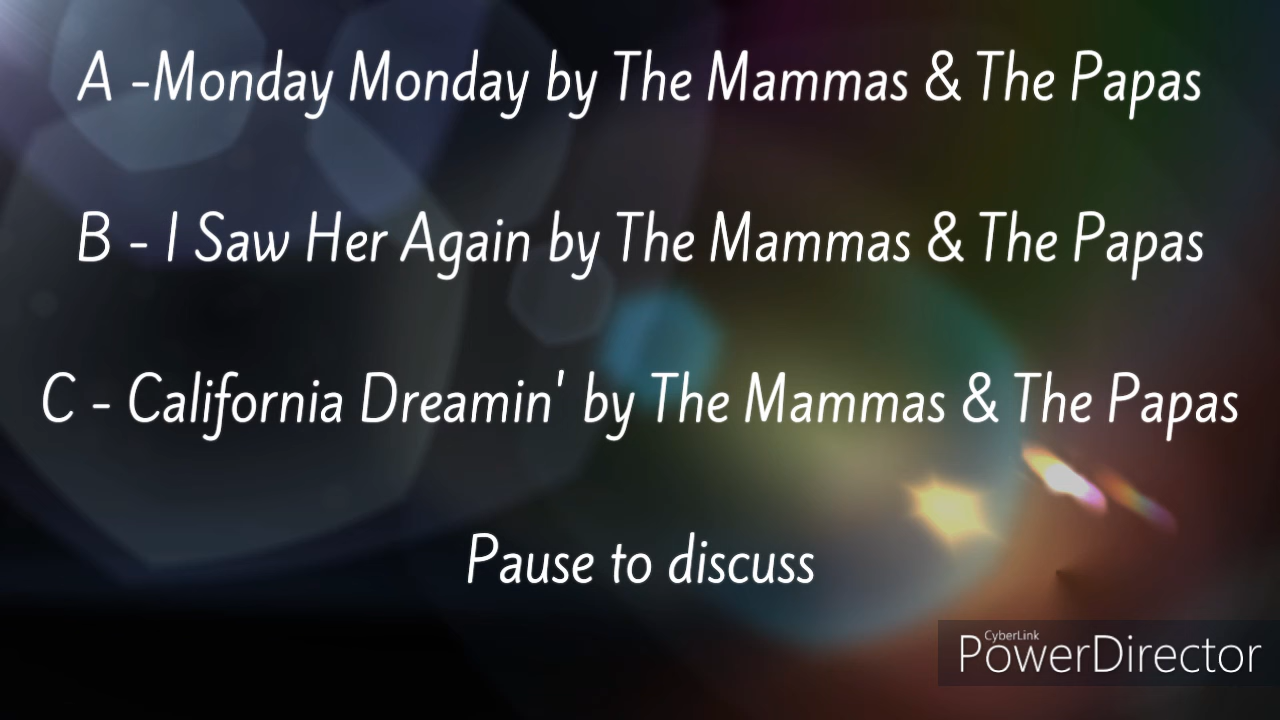 A -Monday Monday by The Mammas & The Papas
B - I Saw Her Again by The Mammas & The Papas
C - California Dreamin' by The Mammas & The Papas
Pause to discuss
CyberLink
PowerDirector